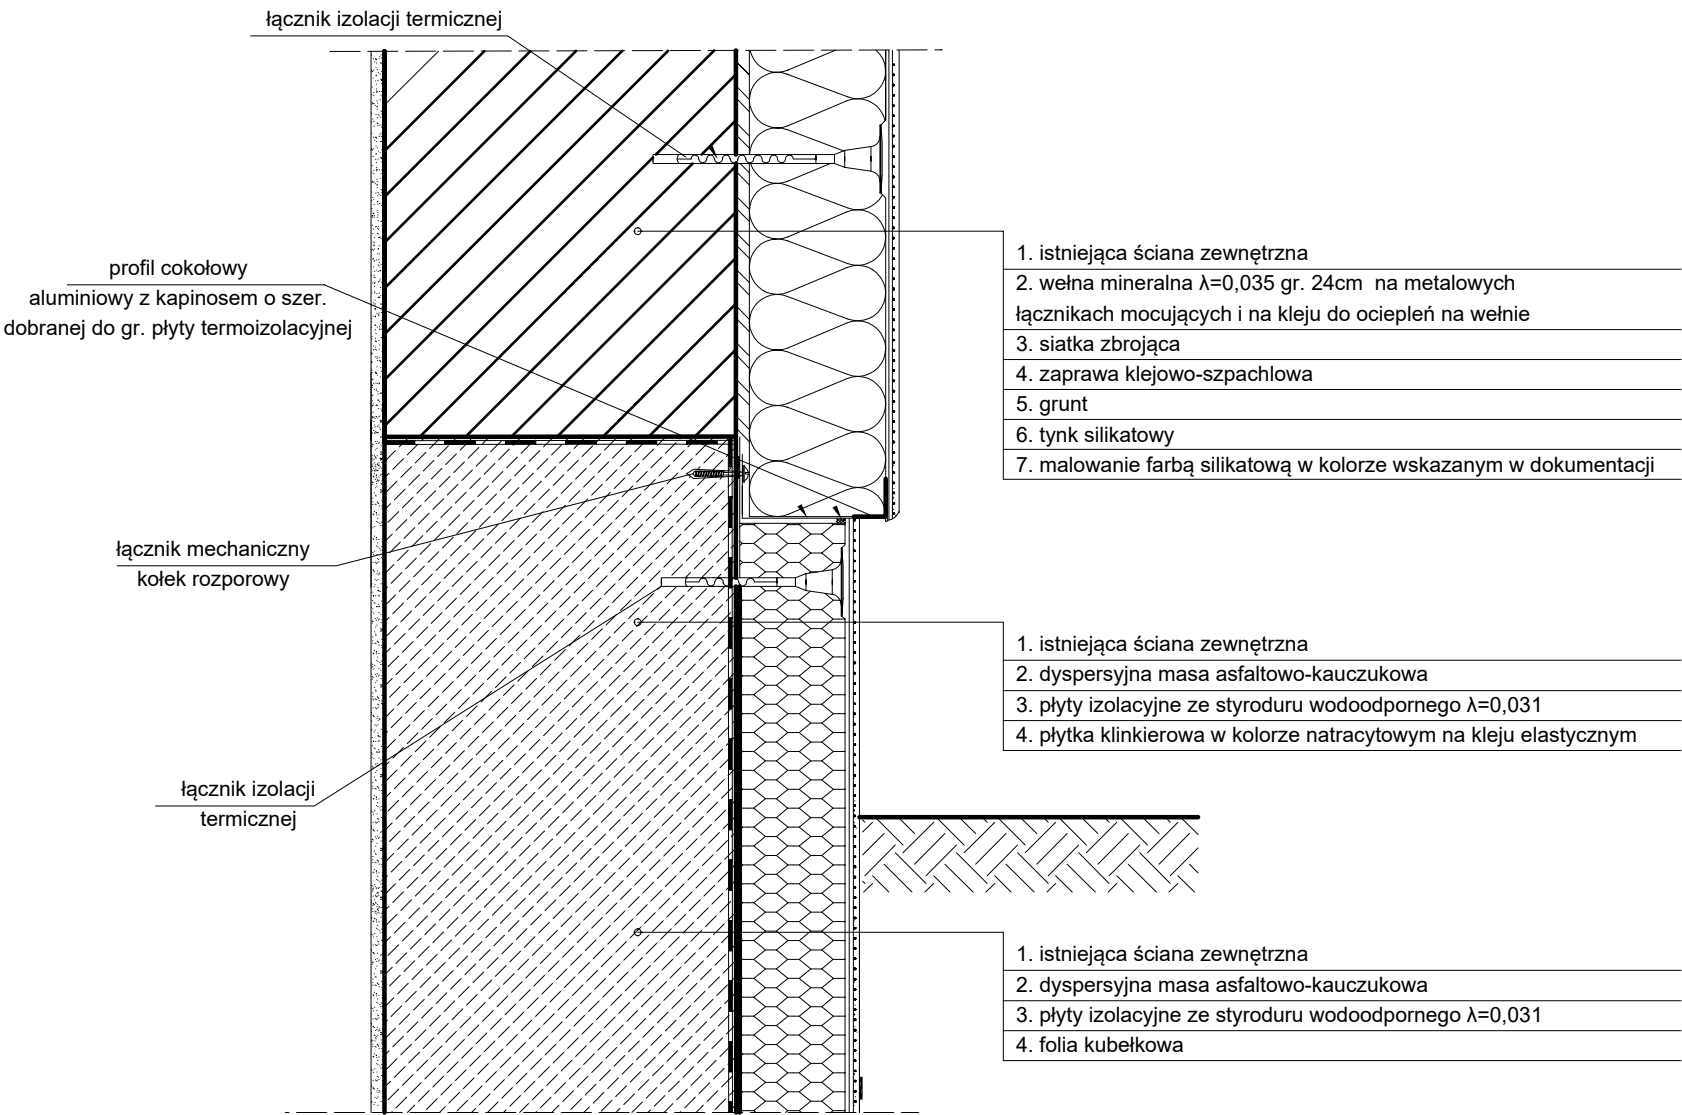 łącznik izolacji termicznej
profil cokołowy
aluminiowy z kapinosem o szer.
dobranej do gr. płyty termoizolacyjnej
łącznik mechaniczny
kołek rozporowy
łącznik izolacji
termicznej
1. istniejąca ściana zewnętrzna
2. wełna mineralna λ=0,035 gr. 24cm na metalowych
łącznikach mocujących i na kleju do ociepleń na wełnie
3. siatka zbrojąca
4. zaprawa klejowo-szpachlowa
5. grunt
6. tynk silikatowy
7. malowanie farbą silikatową w kolorze wskazanym w dokumentacji
1. istniejąca ściana zewnętrzna
2. dyspersyjna masa asfaltowo-kauczukowa
3. płyty izolacyjne ze styroduru wodoodpornego λ=0,031
4. płytka klinkierowa w kolorze natracytowym na kleju elastycznym
1. istniejąca ściana zewnętrzna
2. dyspersyjna masa asfaltowo-kauczukowa
3. płyty izolacyjne ze styroduru wodoodpornego λ=0,031
4. folia kubełkowa